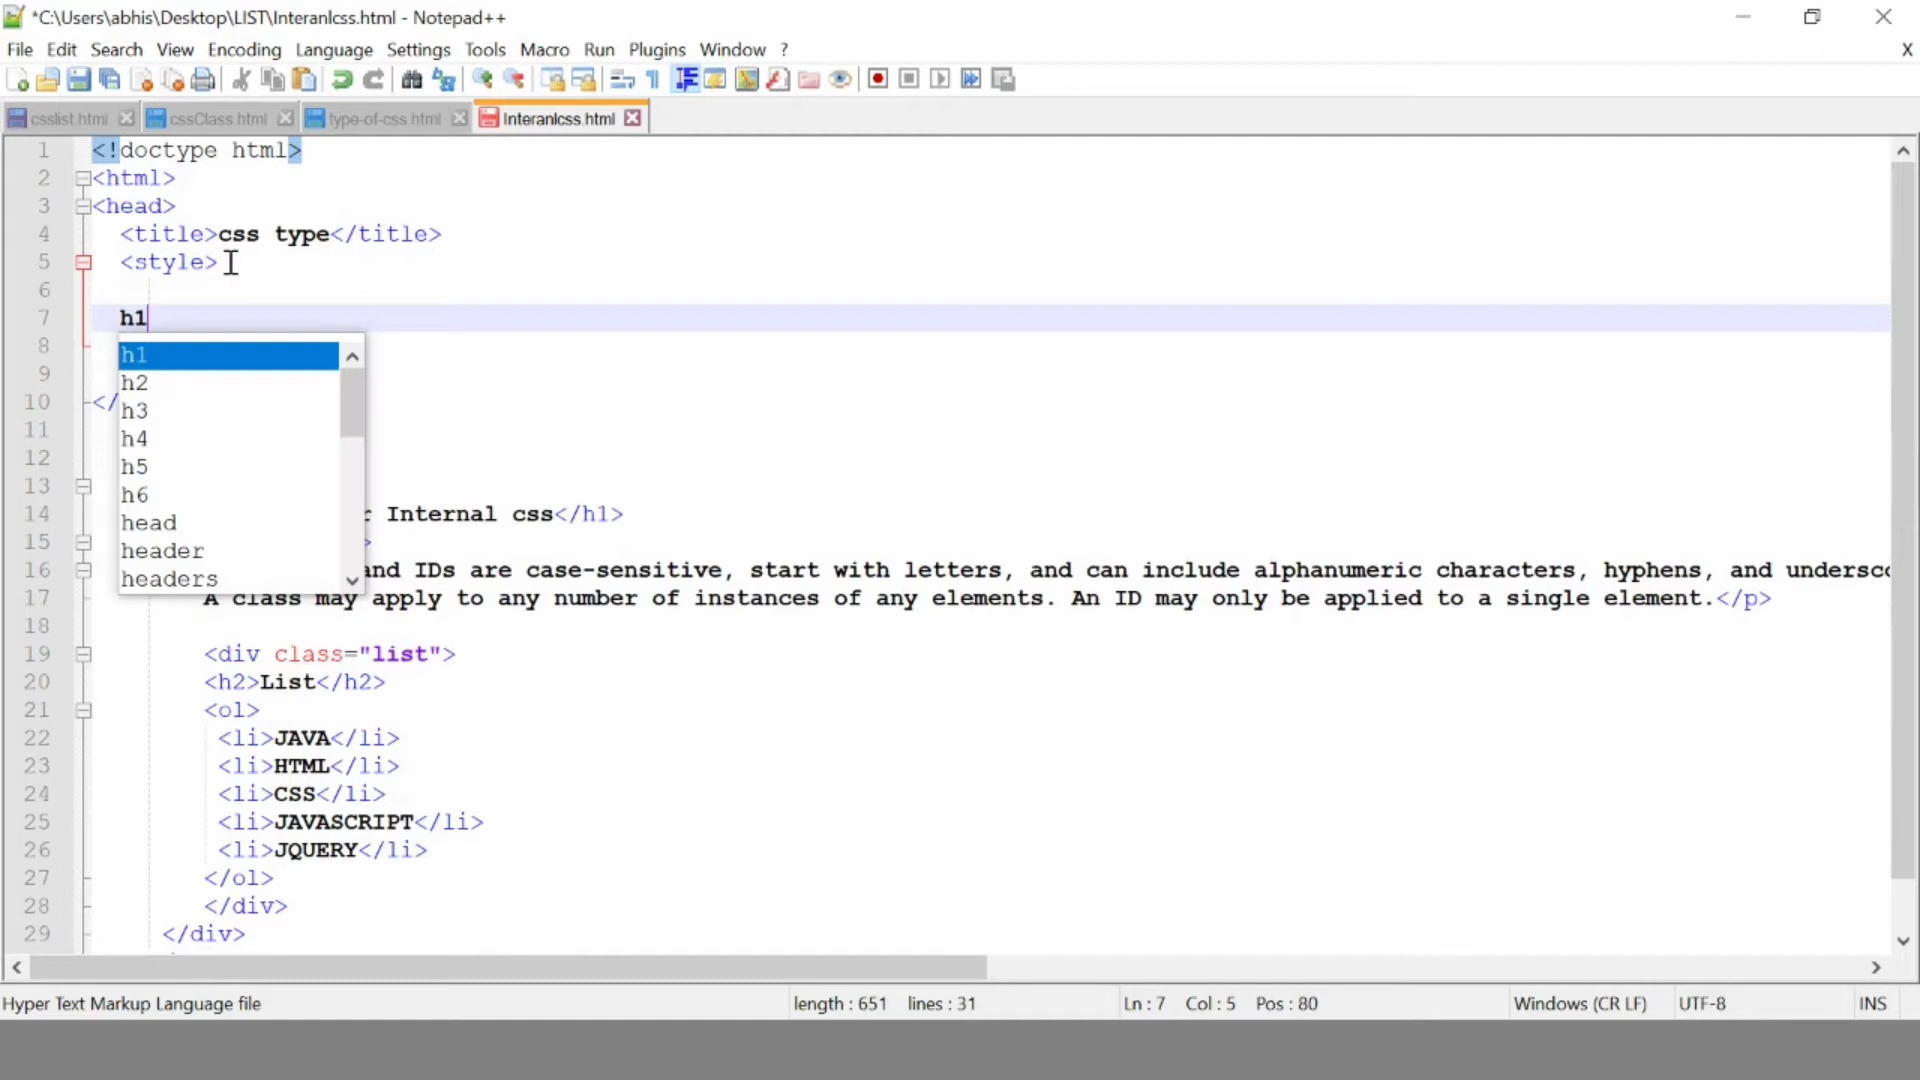 *C:\Users\abhis\Desktop\LIST\Interanlcss.html - Notepad++
File Edit Search View Encoding Language Settings Tools Macro Run Plugins Window ? X
csslist.html cssClass.html type-of-css.html Interanlcss.html
1 <!doctype html>
2 <html>
3 <head>
4 <title>css type</title>
5 <style>
6
7 h1
8 h1
9 h2
10 </ h3
11 h4
12 h5
13 h6
14 head r Internal css</h1>
15 header >
16 headers and IDs are case-sensitive, start with letters, and can include alphanumeric characters, hyphens, and undersc
17 A class may apply to any number of instances of any elements. An ID may only be applied to a single element.</p>
18
19 <div class="list">
20 <h2>List</h2>
21 <ol>
22 <li>JAVA</li>
23 <li>HTML</li>
24 <li>CSS</li>
25 <li>JAVASCRIPT</li>
26 <li>JQUERY</li>
27 </ol>
28 </div>
29 </div>
Hyper Text Markup Language file length : 651 lines : 31 Ln : 7 Col : 5 Pos : 80 Windows (CR LF) UTF-8 INS